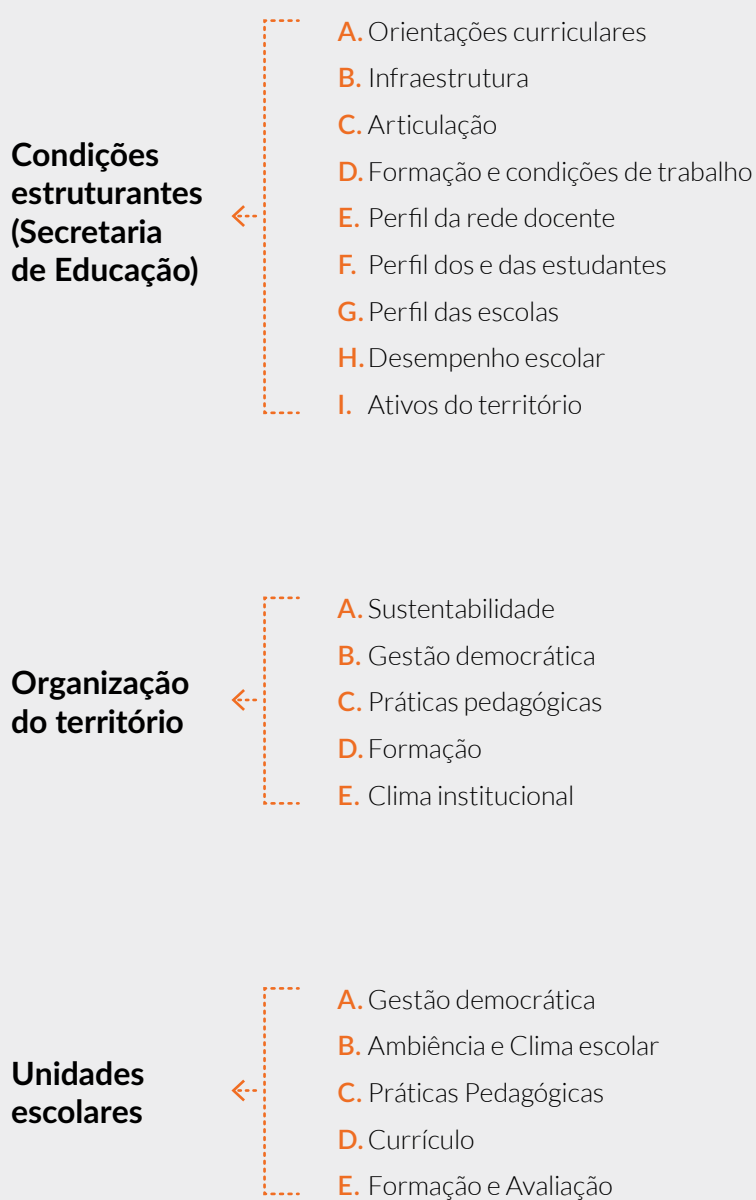 Condições
estruturantes
(Secretaria
de Educação)
A. Orientações curriculares
B. Infraestrutura
C. Articulação
D. Formação e condições de trabalho
E. Perfil da rede docente
F. Perfil dos e das estudantes
G. Perfil das escolas
H. Desempenho escolar
I. Ativos do território
Organização
do território
A. Sustentabilidade
B. Gestão democrática
C. Práticas pedagógicas
D. Formação
E. Clima institucional
Unidades
escolares
A. Gestão democrática
B. Ambiência e Clima escolar
C. Práticas Pedagógicas
D. Currículo
E. Formação e Avaliação